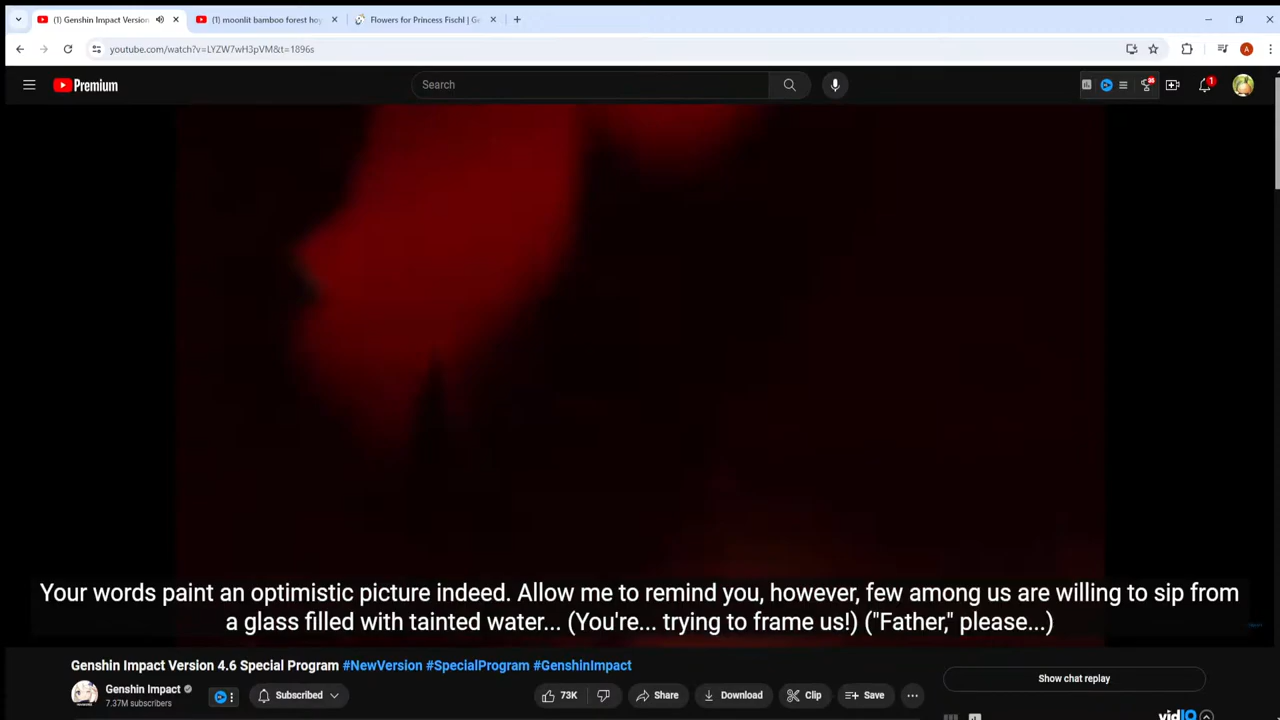 (1) Genshin Impact Version
(1) moonlit bamboo forest hoy
Flowers for Princess Fischl | Ge
youtube.com/watch?v=LYZW7wH3pVM&t=1896s
A
Premium
Search
26
1
Your words paint an optimistic picture indeed. Allow me to remind you, however, few among us are willing to sip from
a glass filled with tainted water... (You're... trying to frame us!) ("Father," please...)
Genshin Impact Version 4.6 Special Program #NewVersion #SpecialProgram #GenshinImpact
Show chat replay
Genshin Impact
7.37M subscribers
Subscribed
73K
Share
Download
Clip
Save
vidIQ